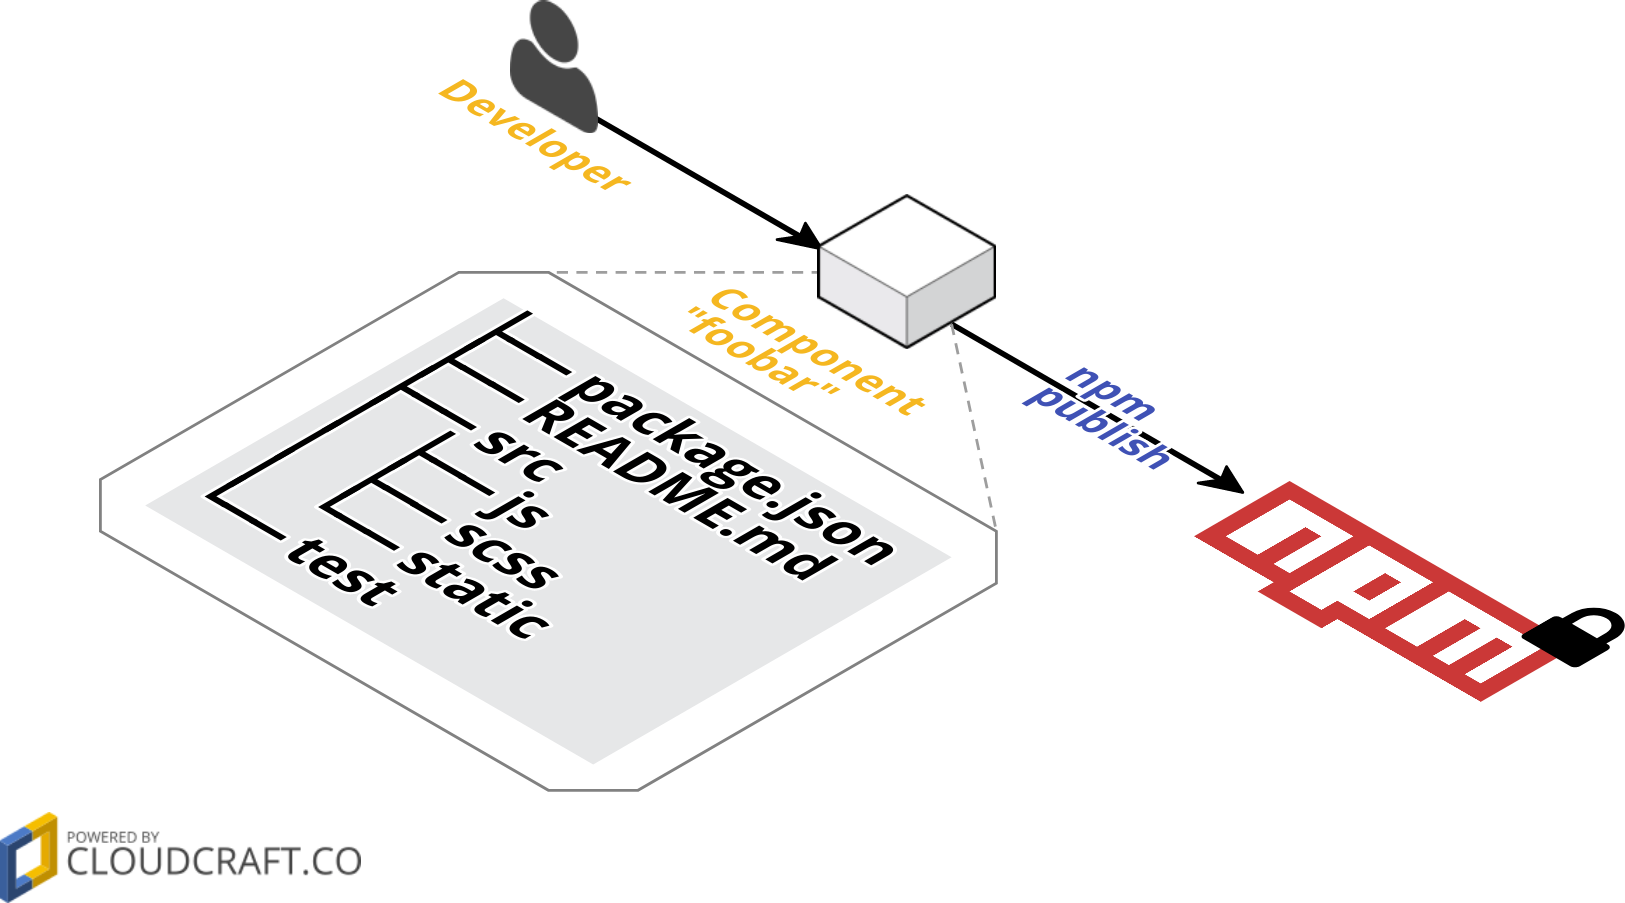 Developer
Component
"foobar"
npm
publish
package.json
README.md
src
js
scss
static
test
npm
POWERED BY
CLOUDCRAFT.CO